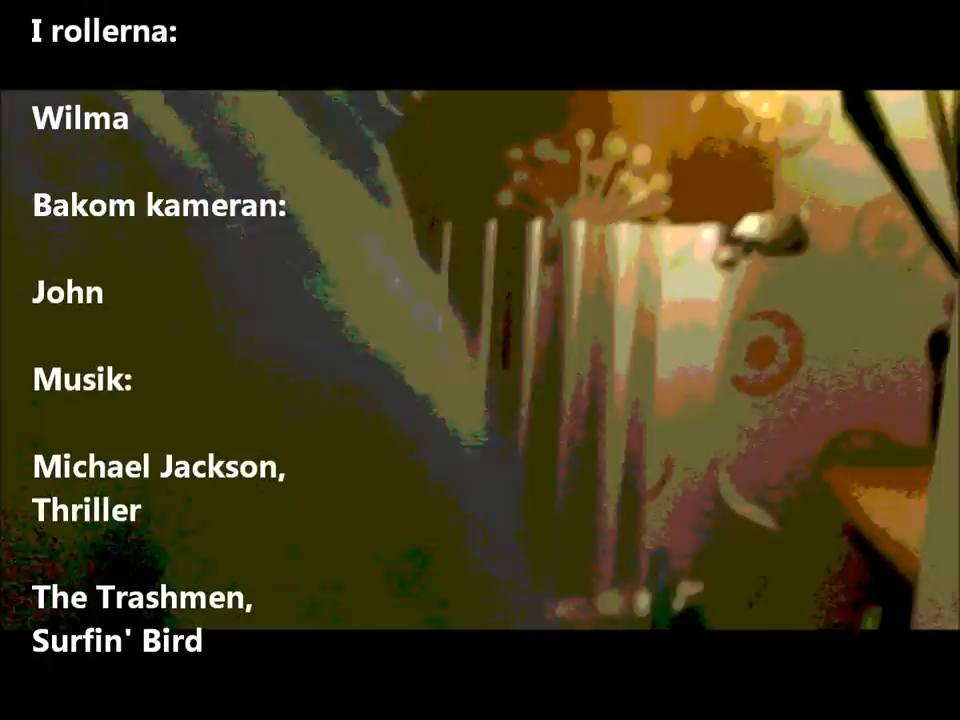 I rollerna:
Wilma
Bakom kameran:
John
Musik:
Michael Jackson,
Thriller
The Trashmen,
Surfin' Bird